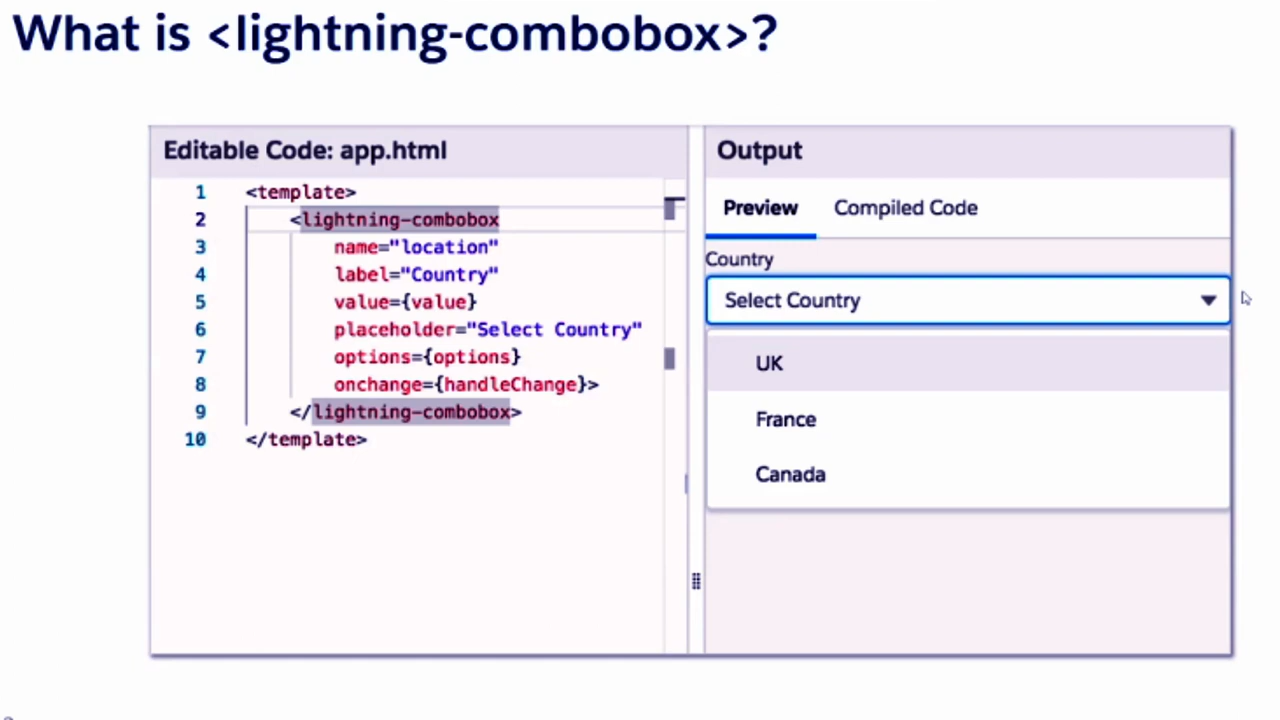 What is <lightning-combobox>?
Editable Code: app.html
1 <template>
2 <lightning-combobox
3 name="location"
4 label="Country"
5 value={value}
6 placeholder="Select Country"
7 options={options}
8 onchange={handleChange}>
9 </lightning-combobox>
10 </template>
Output
Preview Compiled Code
Country
Select Country
UK
France
Canada